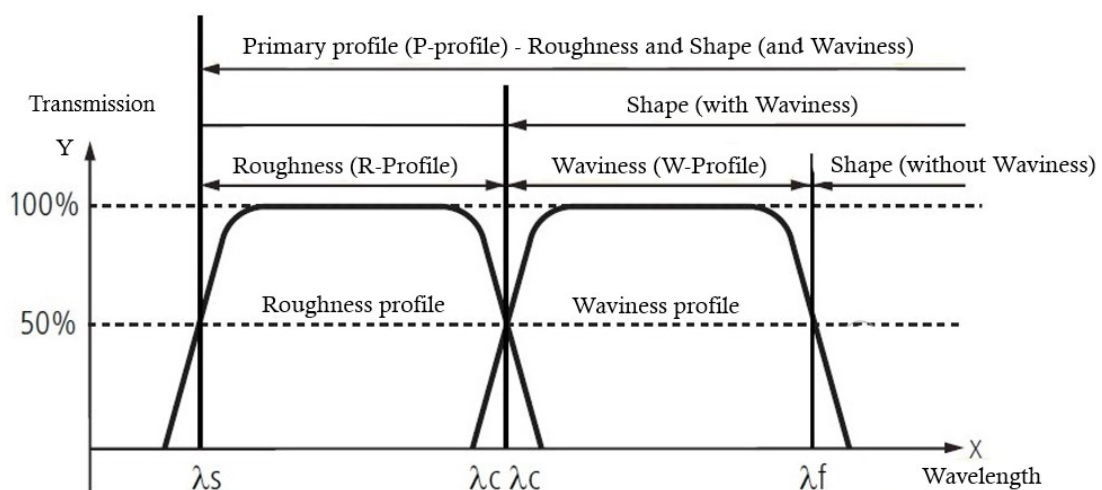 Primary profile (P-profile) - Roughness and Shape (and Waviness)
Transmission
Shape (with Waviness)
Y
Roughness (R-Profile)
Waviness (W-Profile)
Shape (without Waviness)
100%
Roughness profile
Waviness profile
50%
X
λs
λc λc
λf
Wavelength